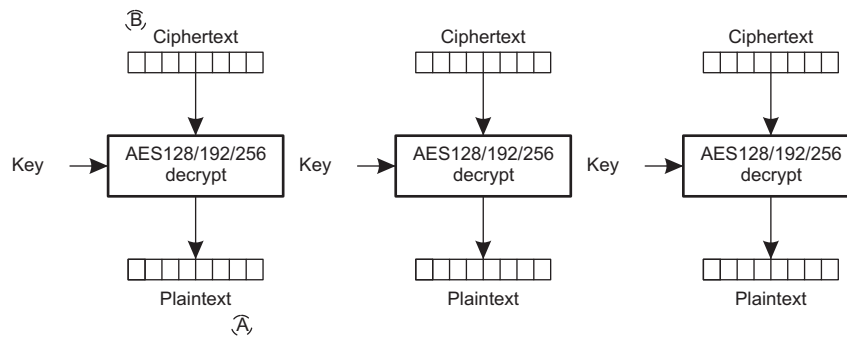 B
Ciphertext Ciphertext Ciphertext
Key AES128/192/256 decrypt Key AES128/192/256 decrypt Key AES128/192/256 decrypt
Plaintext Plaintext Plaintext
A